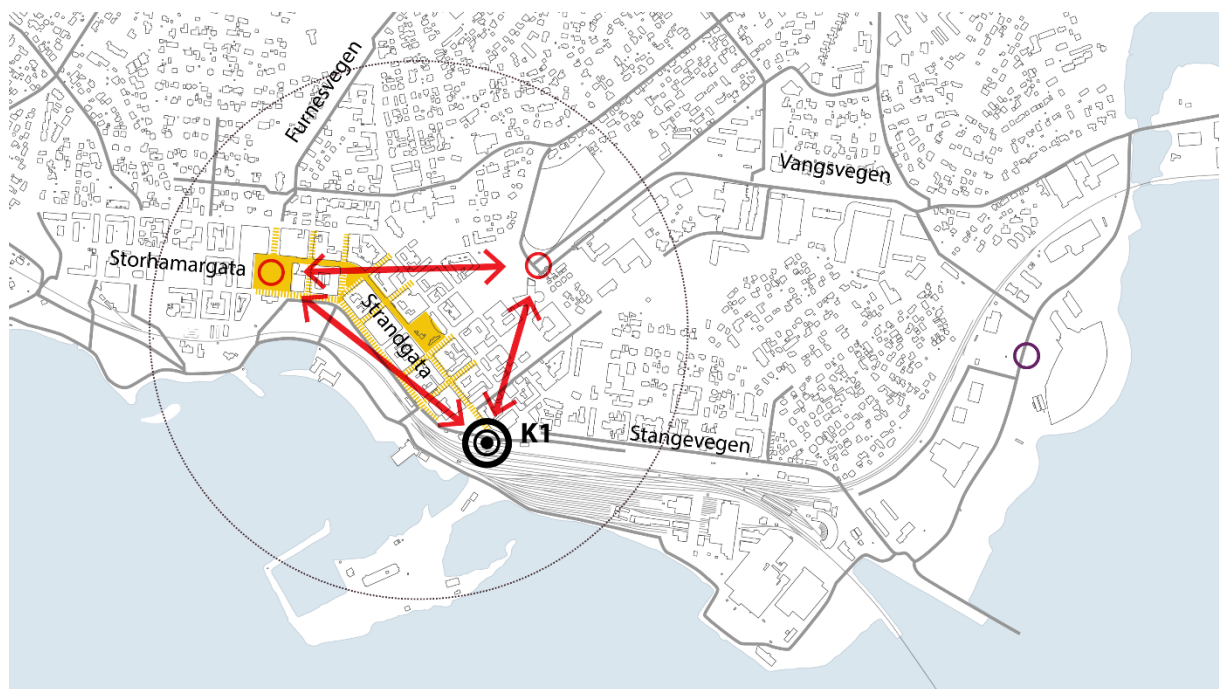 Furnesvegen
Vangsvegen
Storhamargata
Strandgata
K1
Stangevegen